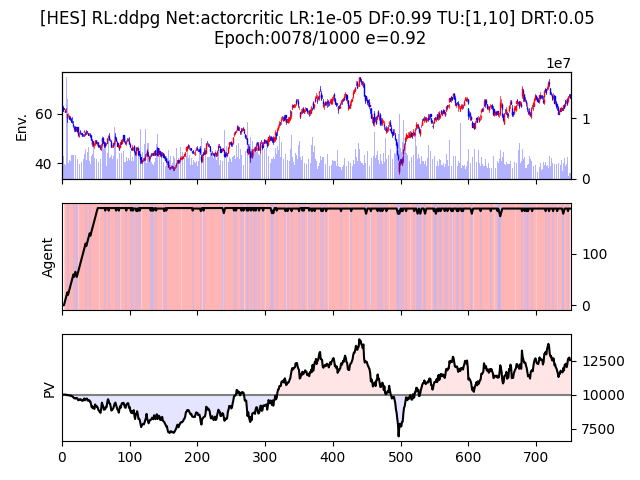 [HES] RL:ddpg Net:actorcritic LR:1e-05 DF:0.99 TU:[1,10] DRT:0.05
Epoch:0078/1000 e=0.92
1e7
Env.
60
40
1
0
Agent
100
0
PV
12500
10000
7500
0 100 200 300 400 500 600 700